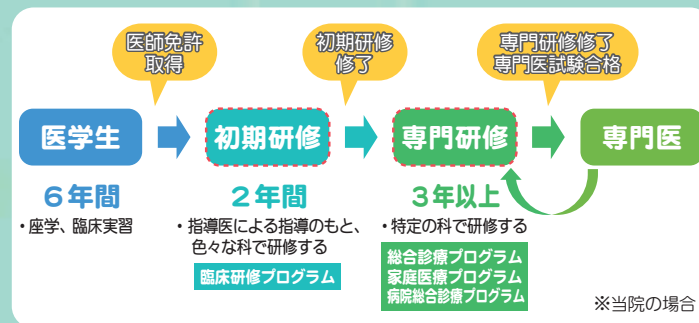 医師免許
取得
初期研修
修了
専門研修修了
専門医試験合格
医学生
初期研修
専門研修
専門医
6年間
・座学、臨床実習
2年間
・指導医による指導のもと、
色々な科で研修する
臨床研修プログラム
3年以上
・特定の科で研修する
総合診療プログラム
家庭医療プログラム
病院総合診療プログラム
※当院の場合